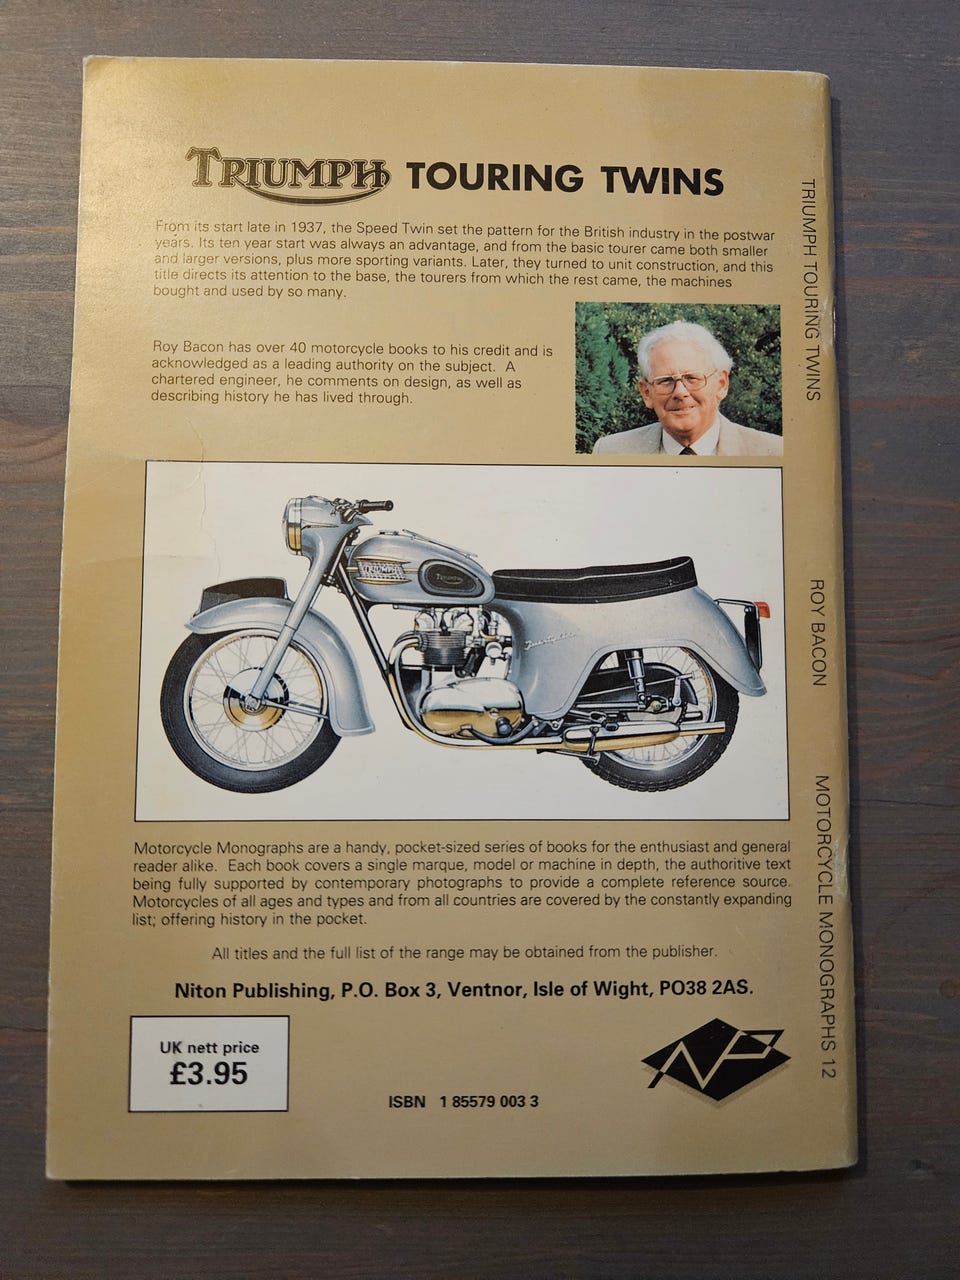 TRIUMPH TOURING TWINS
From its start late in 1937, the Speed Twin set the pattern for the British industry in the postwar
years. Its ten year start was always an advantage, and from the basic tourer came both smaller
and larger versions, plus more sporting variants. Later, they turned to unit construction, and this
title directs its attention to the base, the tourers from which the rest came, the machines
bought and used by so many.
Roy Bacon has over 40 motorcycle books to his credit and is
acknowledged as a leading authority on the subject. A
chartered engineer, he comments on design, as well as
describing history he has lived through.
TRIUMPH
TRIUMPH
Motorcycle Monographs are a handy, pocket-sized series of books for the enthusiast and general
reader alike. Each book covers a single marque, model or machine in depth, the authoritive text
being fully supported by contemporary photographs to provide a complete reference source.
Motorcycles of all ages and types and from all countries are covered by the constantly expanding
list; offering history in the pocket.
All titles and the full list of the range may be obtained from the publisher.
Niton Publishing, P.O. Box 3, Ventnor, Isle of Wight, PO38 2AS.
UK nett price
£3.95
ISBN 1 85579 003 3
NP
TRIUMPH TOURING TWINS
ROY BACON
MOTORCYCLE MONOGRAPHS 12